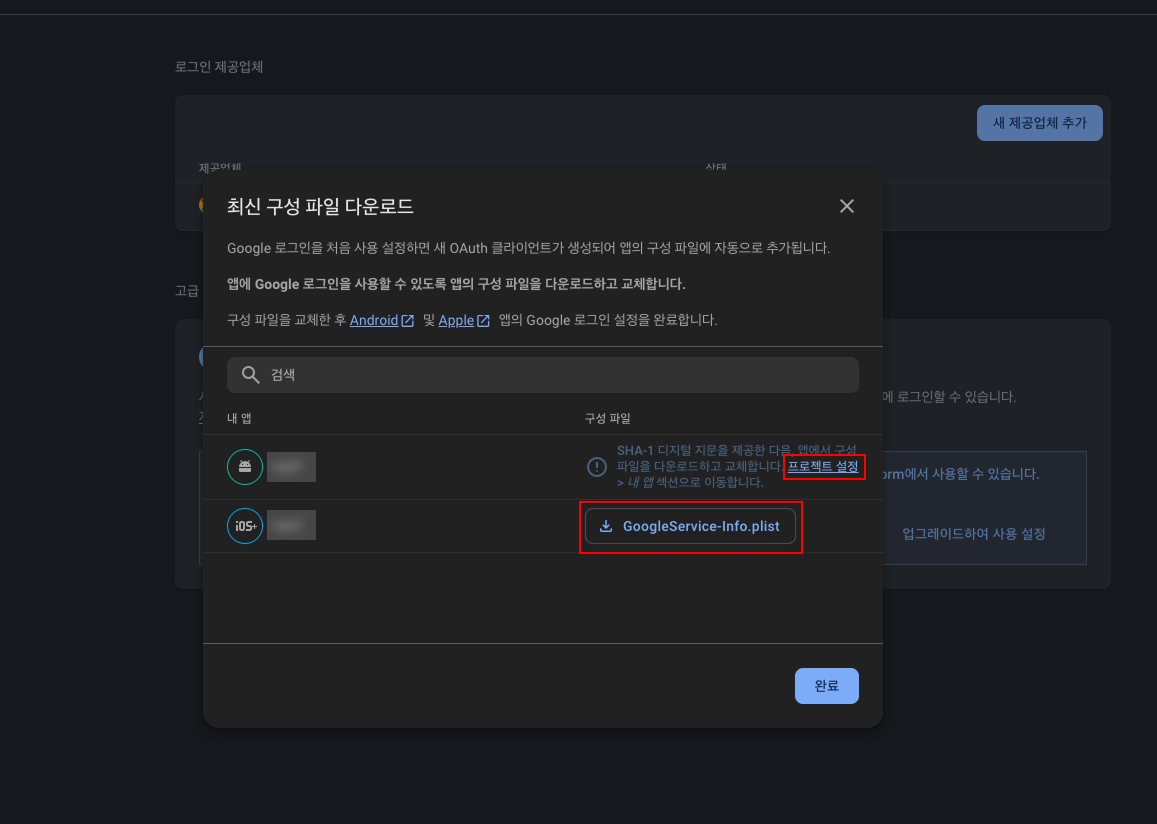 로그인 제공업체
새 제공업체 추가
제공업체 상태
최신 구성 파일 다운로드
Google 로그인을 처음 사용 설정하면 새 OAuth 클라이언트가 생성되어 앱의 구성 파일에 자동으로 추가됩니다.
앱에 Google 로그인을 사용할 수 있도록 앱의 구성 파일을 다운로드하고 교체합니다.
고급
구성 파일을 교체한 후 Android 및 Apple 앱의 Google 로그인 설정을 완료합니다.
검색
에 로그인할 수 있습니다.
내 앱 구성 파일
SHA-1 디지털 지문을 제공한 다음, 앱에서 구성
파일을 다운로드하고 교체합니다. 프로젝트 설정
> 내 앱 섹션으로 이동합니다.
orm에서 사용할 수 있습니다.
iOS+
GoogleService-Info.plist
업그레이드하여 사용 설정
완료